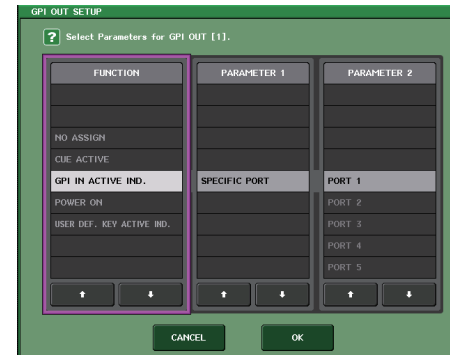 GPI OUT SETUP
? Select Parameters for GPI OUT [1].
FUNCTION PARAMETER 1 PARAMETER 2
NO ASSIGN
CUE ACTIVE
GPI IN ACTIVE IND. SPECIFIC PORT PORT 1
POWER ON PORT 2
USER DEF. KEY ACTIVE IND. PORT 3
PORT 4
PORT 5
CANCEL OK